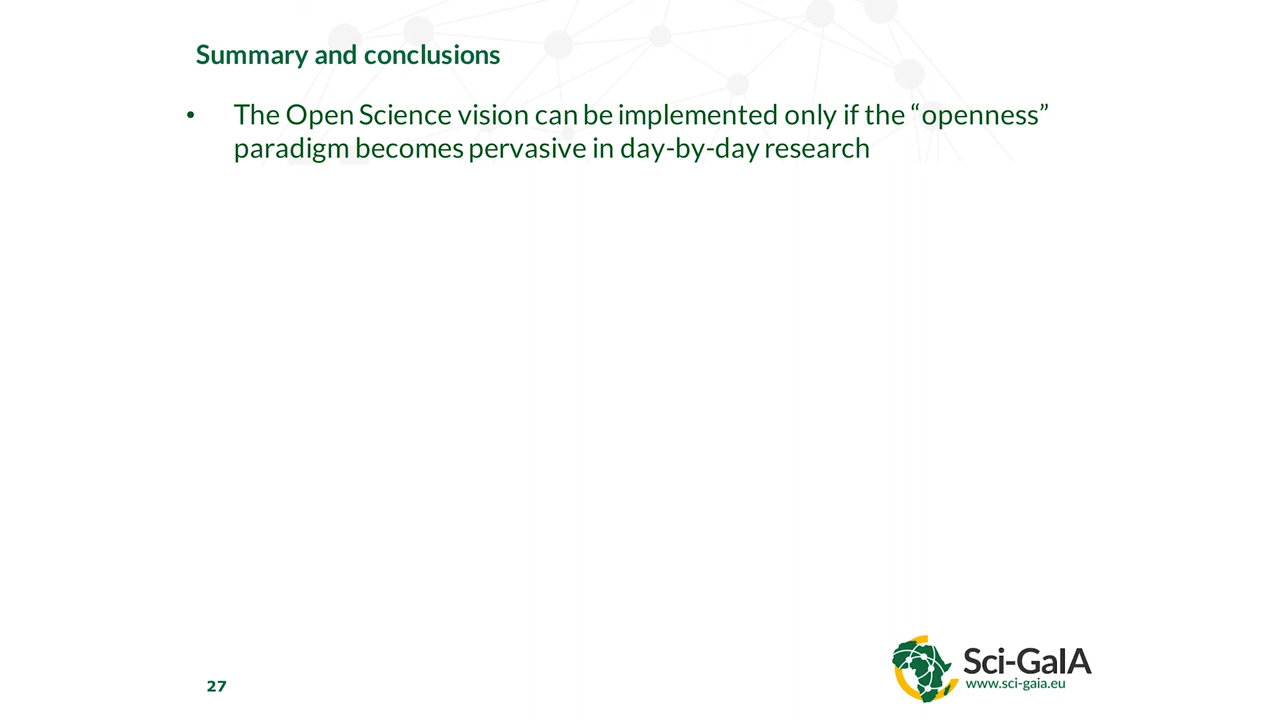 Summary and conclusions
• The Open Science vision can be implemented only if the “openness”
paradigm becomes pervasive in day-by-day research
27
Sci-GaIA
www.sci-gaia.eu